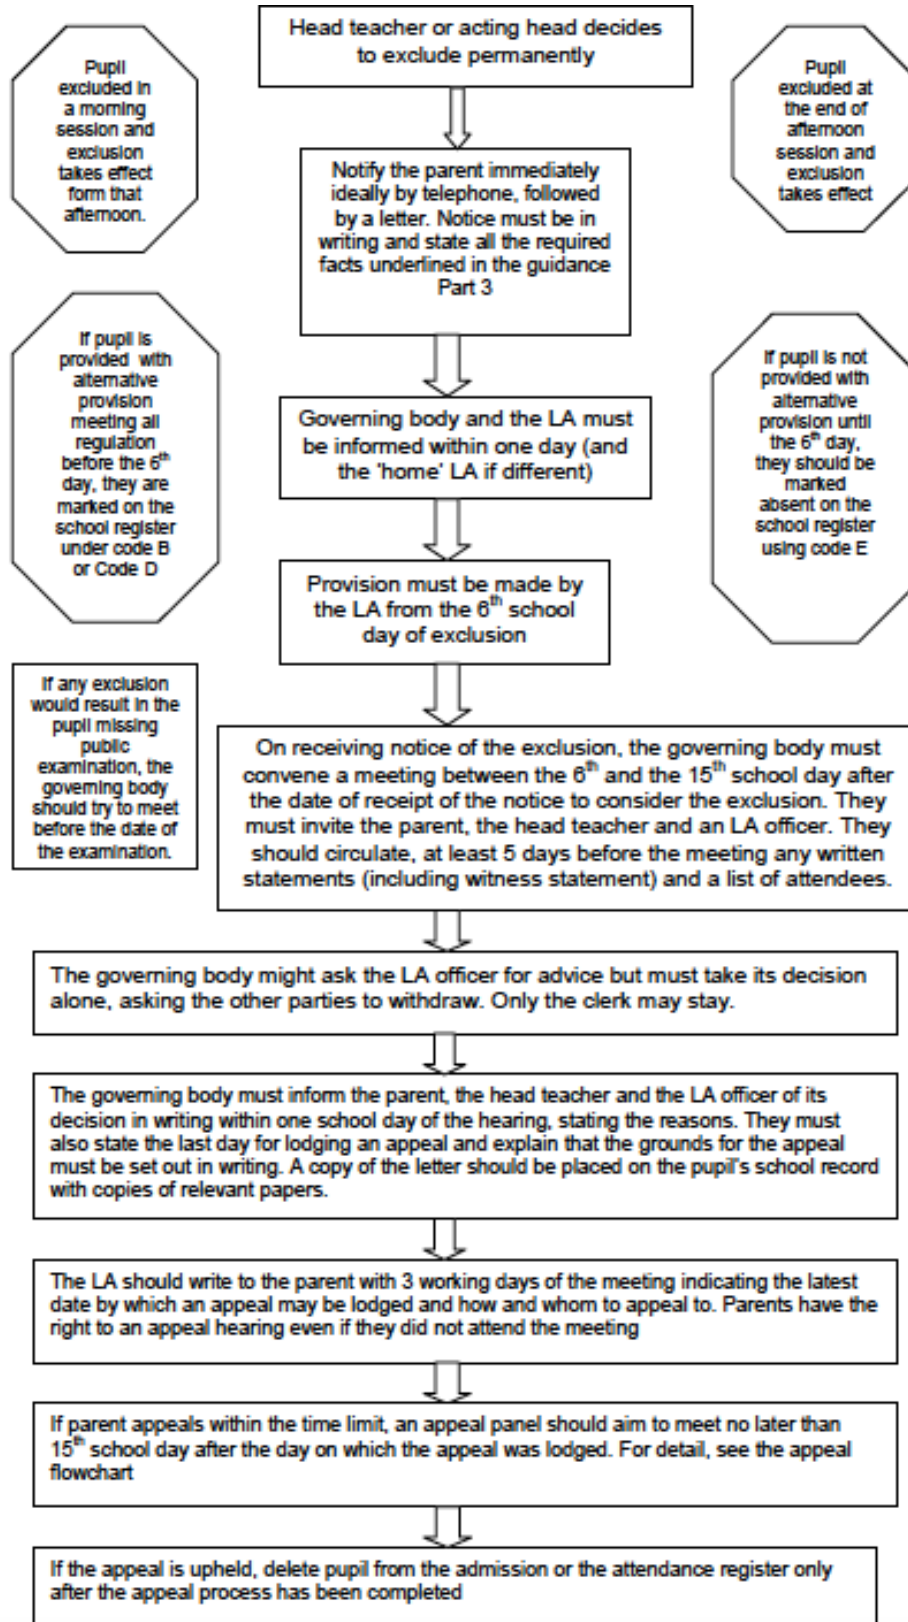 Head teacher or acting head decides
to exclude permanently
Pupil
excluded in
a morning
session and
exclusion
takes effect
form that
afternoon.
Pupil
excluded at
the end of
afternoon
session and
exclusion
takes effect
Notify the parent immediately
ideally by telephone, followed
by a letter. Notice must be in
writing and state all the required
facts underlined in the guidance
Part 3
If pupil is
provided with
alternative
provision
meeting all
regulation
before the 6th
day, they are
marked on the
school register
under code B
or Code D
If pupil is not
provided with
alternative
provision until
the 6th day,
they should be
marked
absent on the
school register
using code E
Governing body and the LA must
be informed within one day (and
the 'home' LA if different)
Provision must be made by
the LA from the 6th school
day of exclusion
If any exclusion
would result in the
pupil missing
public
examination, the
governing body
should try to meet
before the date of
the examination.
On receiving notice of the exclusion, the governing body must
convene a meeting between the 6th and the 15th school day after
the date of receipt of the notice to consider the exclusion. They
must invite the parent, the head teacher and an LA officer. They
should circulate, at least 5 days before the meeting any written
statements (including witness statement) and a list of attendees.
The governing body might ask the LA officer for advice but must take its decision
alone, asking the other parties to withdraw. Only the clerk may stay.
The governing body must inform the parent, the head teacher and the LA officer of its
decision in writing within one school day of the hearing, stating the reasons. They must
also state the last day for lodging an appeal and explain that the grounds for the appeal
must be set out in writing. A copy of the letter should be placed on the pupil's school record
with copies of relevant papers.
The LA should write to the parent with 3 working days of the meeting indicating the latest
date by which an appeal may be lodged and how and whom to appeal to. Parents have the
right to an appeal hearing even if they did not attend the meeting
If parent appeals within the time limit, an appeal panel should aim to meet no later than
15th school day after the day on which the appeal was lodged. For detail, see the appeal
flowchart
If the appeal is upheld, delete pupil from the admission or the attendance register only
after the appeal process has been completed